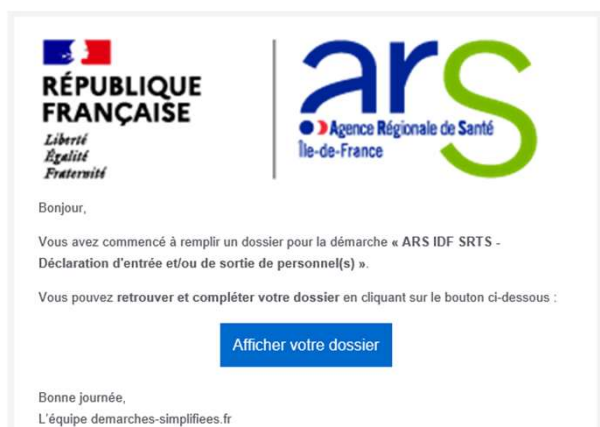 RÉPUBLIQUE
FRANÇAISE
Liberté
Égalité
Fraternité
ars
Agence Régionale de Santé
Île-de-France
Bonjour,
Vous avez commencé à remplir un dossier pour la démarche « ARS IDF SRTS -
Déclaration d'entrée et/ou de sortie de personnel(s) ».
Vous pouvez retrouver et compléter votre dossier en cliquant sur le bouton ci-dessous :
Afficher votre dossier
Bonne journée,
L'équipe demarches-simplifiees.fr